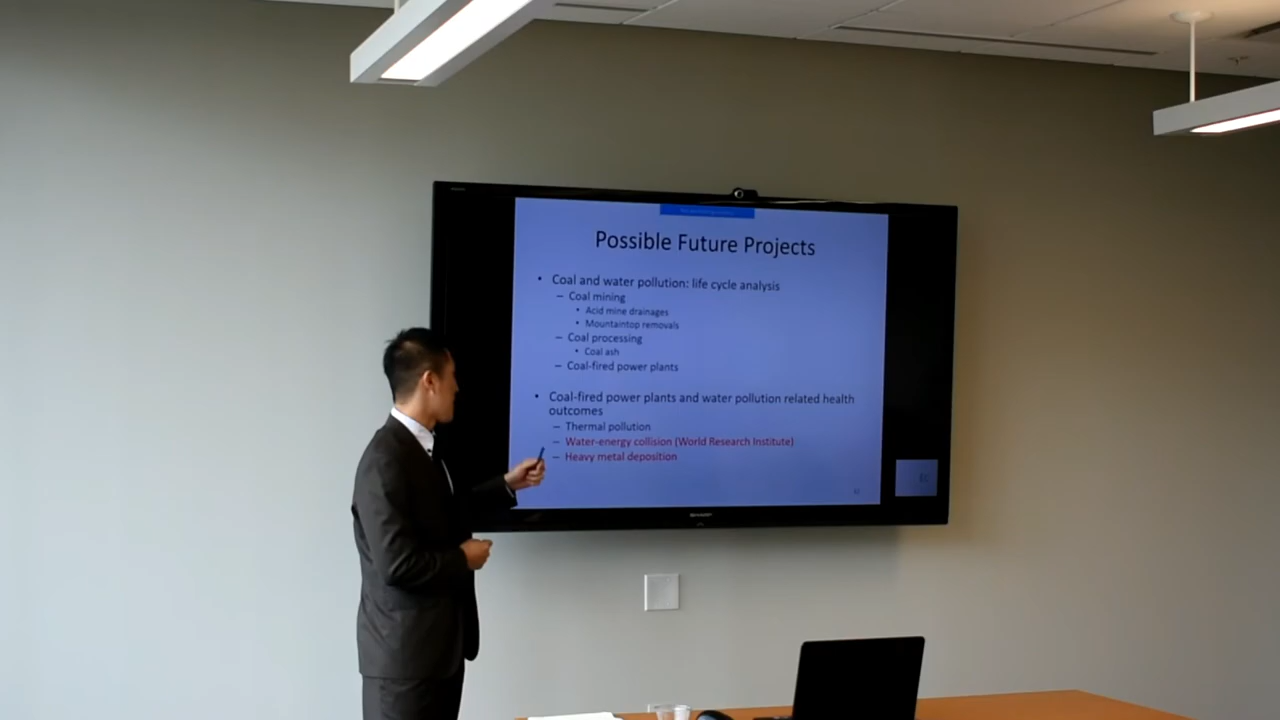 Possible Future Projects
• Coal and water pollution: life cycle analysis
– Coal mining
• Acid mine drainages
• Mountaintop removals
– Coal processing
• Coal ash
– Coal-fired power plants
• Coal-fired power plants and water pollution related health
outcomes
– Thermal pollution
– Water-energy collision (World Research Institute)
– Heavy metal deposition
SHARP